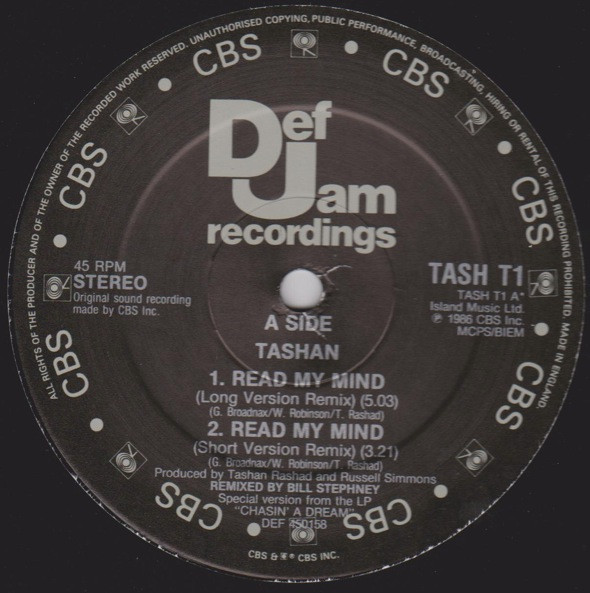 ALL RIGHTS OF THE PRODUCER AND OF THE OWNER OF THE RECORDED WORK RESERVED. UNAUTHORISED COPYING, PUBLIC PERFORMANCE, BROADCASTING, HIRING OR RENTAL OF THIS RECORDING PROHIBITED. MADE IN ENGLAND.
CBS
CBS
CBS
CBS
CBS
CBS
CBS
CBS
Def
Jam
recordings
45 RPM
STEREO
Original sound recording
made by CBS Inc.
TASH T1
TASH T1 A*
Island Music Ltd.
℗ 1986 CBS Inc.
MCPS/BIEM
A SIDE
TASHAN
1. READ MY MIND
(Long Version Remix) (5.03)
(G. Broadnax/W. Robinson/T. Rashad)
2. READ MY MIND
(Short Version Remix) (3.21)
(G. Broadnax/W. Robinson/T. Rashad)
Produced by Tashan Rashad and Russell Simmons
REMIXED BY BILL STEPHNEY
Special version from the LP
"CHASIN' A DREAM"
DEF 450158
CBS & ® CBS INC.